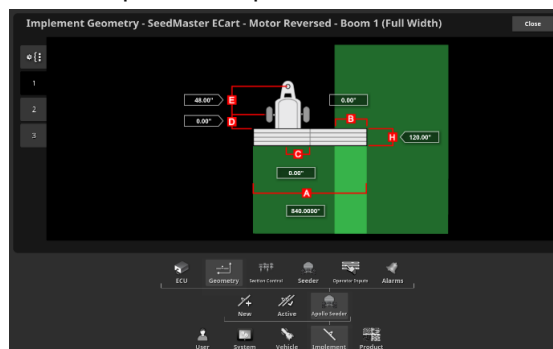 Implement Geometry - SeedMaster ECart - Motor Reversed - Boom 1 (Full Width)
Close
1
2
3
48.00"
E
0.00"
D
0.00"
B
H
120.00"
C
0.00"
A
840.0000"
ECU
Geometry
Section Control
Seeder
Operator Inputs
Alarms
New
Active
Apollo Seeder
User
System
Vehicle
Implement
Product